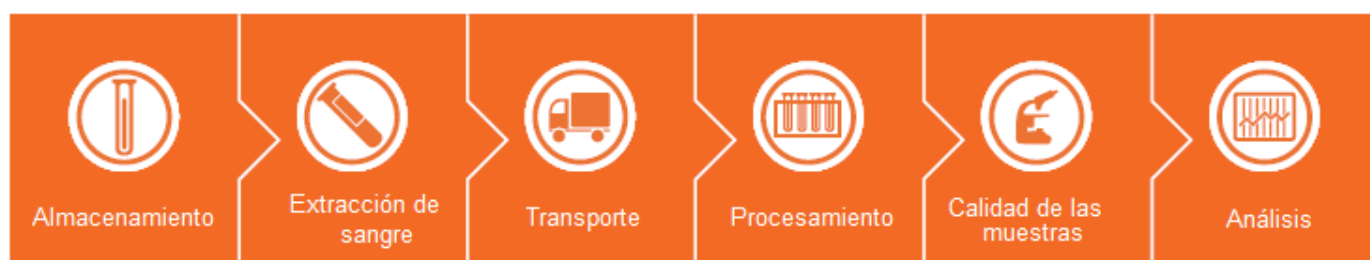 Almacenamiento
Extracción de
sangre
Transporte
Procesamiento
Calidad de las
muestras
Análisis